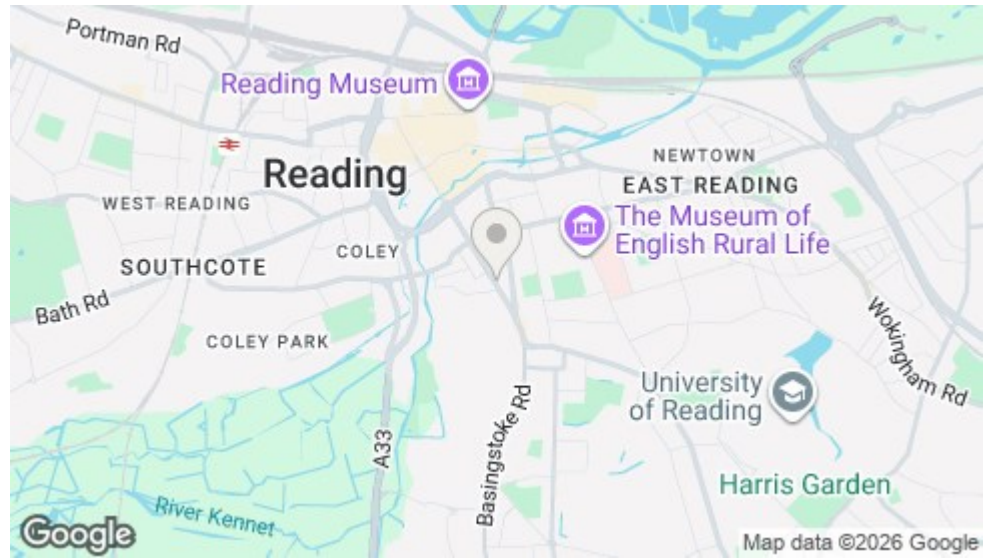 Portman Rd
Reading Museum
NEWTOWN
Reading
EAST READING
WEST READING
The Museum of
English Rural Life
COLEY
SOUTHCOTE
Bath Rd
COLEY PARK
Wokingham Rd
University
of Reading
A33
Basingstoke Rd
Harris Garden
River Kennet
Google
Map data ©2026 Google